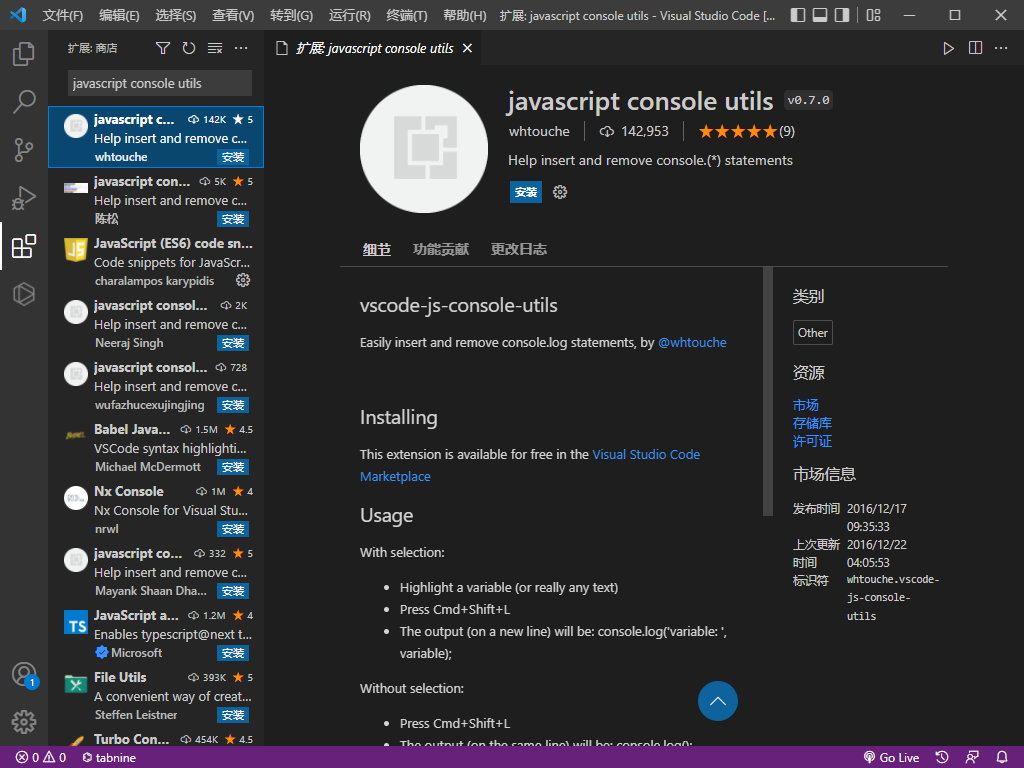 文件(F) 编辑(E) 选择(S) 查看(V) 转到(G) 运行(R) 终端(T) 帮助(H) 扩展: javascript console utils - Visual Studio Code [...
扩展: 商店
javascript console utils
javascript c... 142K 5
Help insert and remove c...
whtouche 安装
javascript con... 5K 5
Help insert and remove c...
陈松 安装
JavaScript (ES6) code sn...
Code snippets for JavaScr...
charalampos karypidis
javascript consol... 2K
Help insert and remove c...
Neeraj Singh 安装
javascript consol... 728
Help insert and remove c...
wufazhucexujingjing 安装
Babel Java... 1.5M 4.5
VSCode syntax highlighti...
Michael McDermott 安装
Nx Console 1M 4
Nx Console for Visual Stu...
nrwl 安装
javascript co... 332 5
Help insert and remove c...
Mayank Shaan Dha... 安装
TS
JavaScript a... 1.2M 4
Enables typescript@next t...
Microsoft 安装
File Utils 393K 5
A convenient way of creat...
Steffen Leistner 安装
Turbo Con... 454K 4.5
JS
1
扩展: javascript console utils
javascript console utils v0.7.0
whtouche 142,953 (9)
Help insert and remove console.(*) statements
安装
细节 功能贡献 更改日志
vscode-js-console-utils
Easily insert and remove console.log statements, by @whtouche
Installing
This extension is available for free in the Visual Studio Code
Marketplace
Usage
With selection:
• Highlight a variable (or really any text)
• Press Cmd+Shift+L
• The output (on a new line) will be: console.log('variable: ',
variable);
Without selection:
• Press Cmd+Shift+L
• The output (on the same line) will be: console.log();
类别
Other
资源
市场
存储库
许可证
市场信息
发布时间 2016/12/17
09:35:33
上次更新 2016/12/22
时间 04:05:53
标识符 whtouche.vscode-
js-console-
utils
0 0 tabnine Go Live